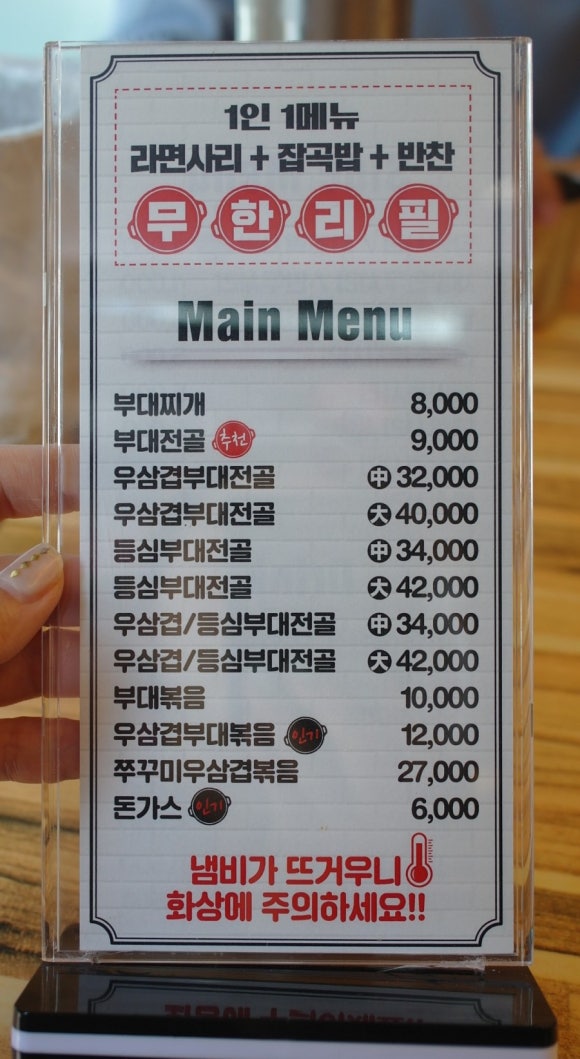 1인 1메뉴
라면사리 + 잡곡밥 + 반찬
무한리필
Main Menu
부대찌개 8,000
부대전골 추천 9,000
우삼겹부대전골 中 32,000
우삼겹부대전골 大 40,000
등심부대전골 中 34,000
등심부대전골 大 42,000
우삼겹/등심부대전골 中 34,000
우삼겹/등심부대전골 大 42,000
부대볶음 10,000
우삼겹부대볶음 인기 12,000
쭈꾸미우삼겹볶음 27,000
돈가스 인기 6,000
냄비가 뜨거우니
화상에 주의하세요!!